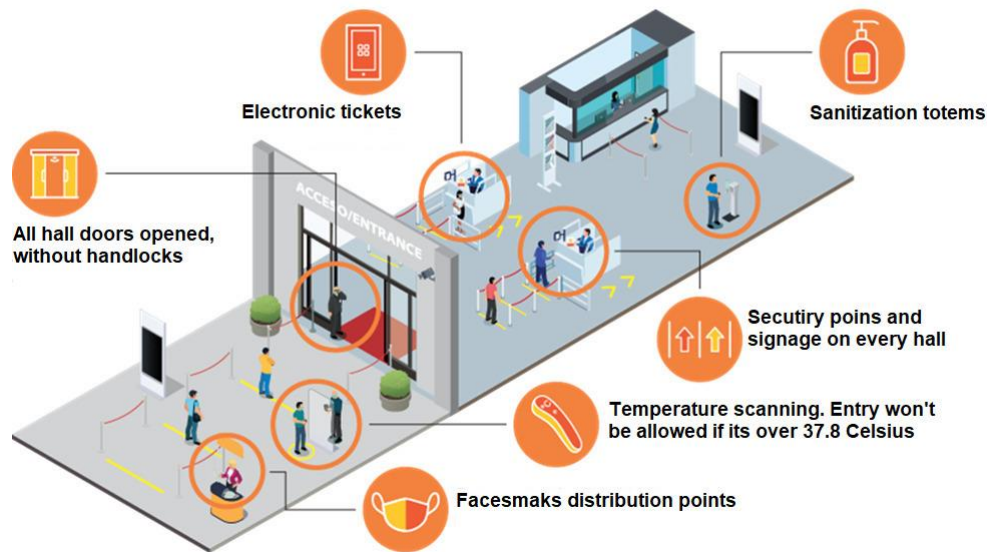 Electronic tickets
Sanitization totems
All hall doors opened,
without handlocks
ACCESO/ENTRANCE
Secutiry poins and
signage on every hall
Temperature scanning. Entry won't
be allowed if its over 37.8 Celsius
Facesmaks distribution points